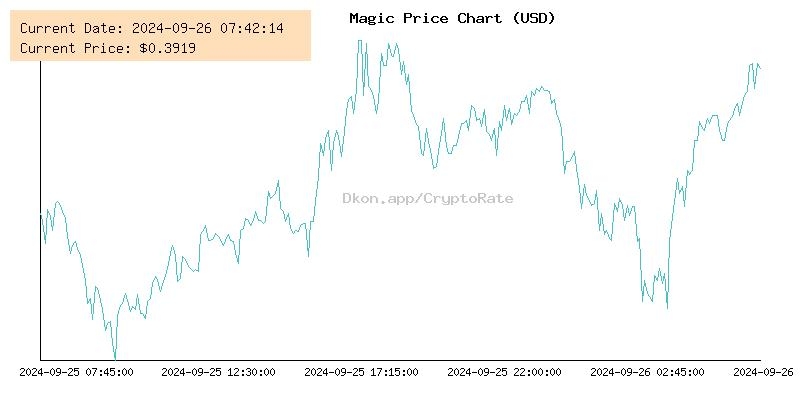 Magic Price Chart (USD)
Current Date: 2024-09-26 07:42:14
Current Price: $0.3919
Dkon.app/CryptoRate
2024-09-25 07:45:00 2024-09-25 12:30:00 2024-09-25 17:15:00 2024-09-25 22:00:00 2024-09-26 02:45:00 2024-09-26